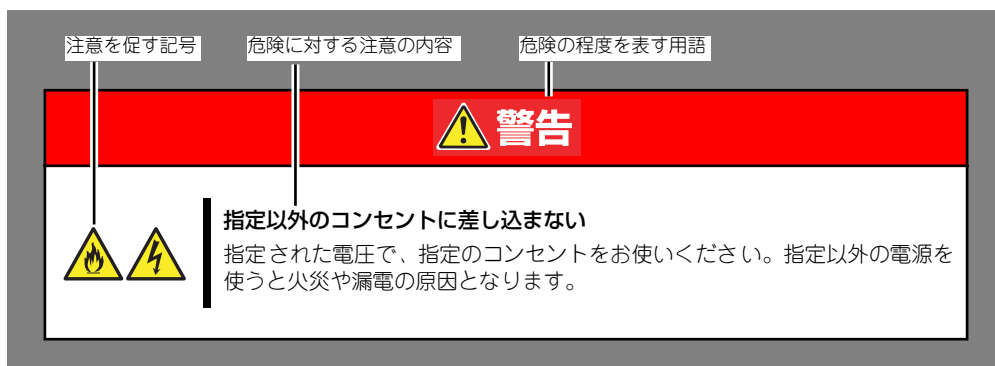 注意を促す記号
危険に対する注意の内容
危険の程度を表す用語
警告
指定以外のコンセントに差し込まない
指定された電圧で、指定のコンセントをお使いください。指定以外の電源を
使うと火災や漏電の原因となります。